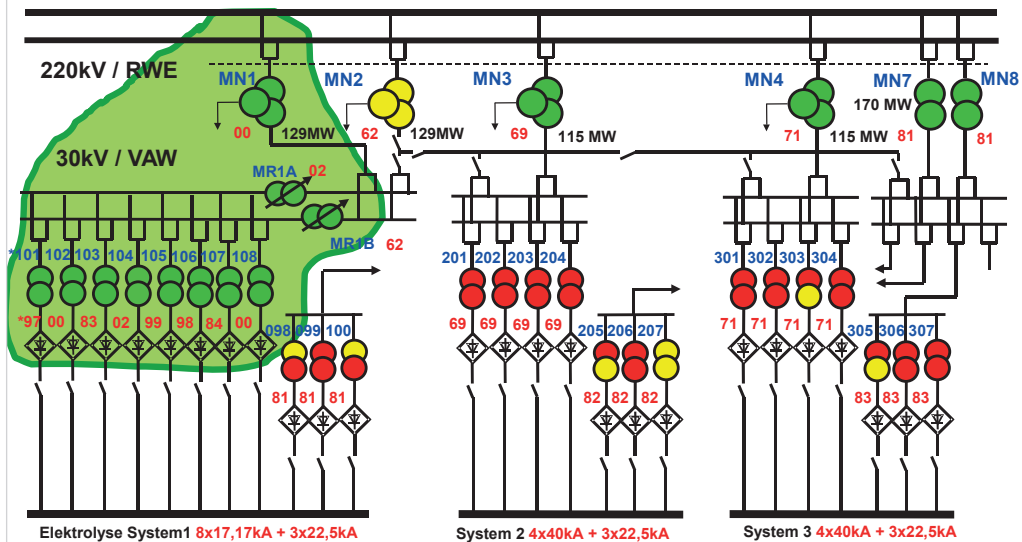 220kV / RWE
MN1 MN2 MN3 MN4 MN7 MN8
170 MW
00 129MW 62 129MW 69 115 MW 71 115 MW 81 81
30kV / VAW
MR1A 02
MR1B 62
*101 102 103 104 105 106 107 108
201 202 203 204
301 302 303 304
*97 00 83 02 99 98 84 00
69 69 69 69
71 71 71 71
098 099 100
205 206 207
305 306 307
81 81 81
82 82 82
83 83 83
Elektrolyse System1 8x17,17kA + 3x22,5kA
System 2 4x40kA + 3x22,5kA
System 3 4x40kA + 3x22,5kA